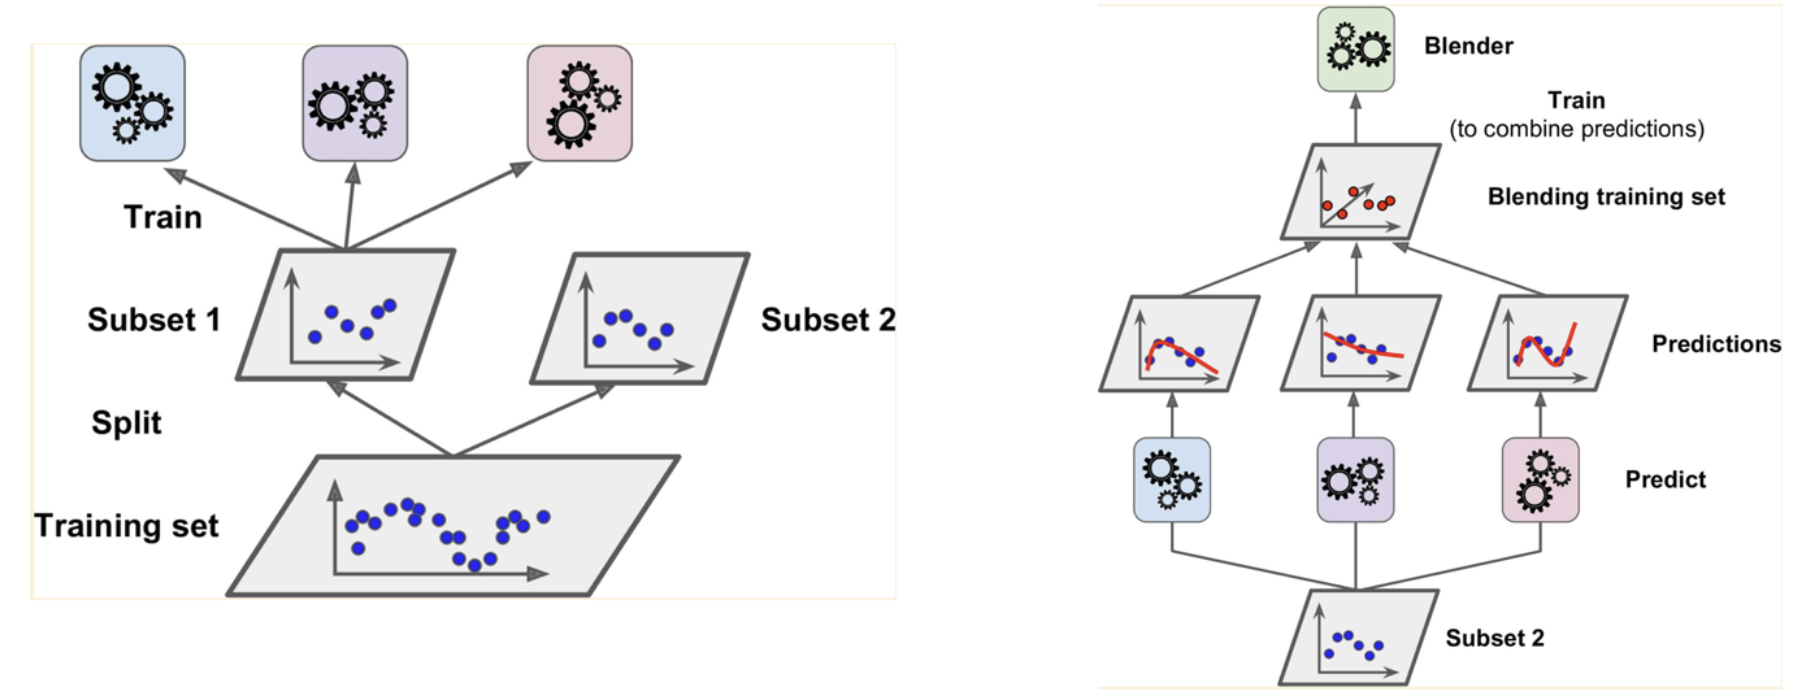 Train
Subset 1
Subset 2
Split
Training set
Blender
Train
(to combine predictions)
Blending training set
Predictions
Predict
Subset 2